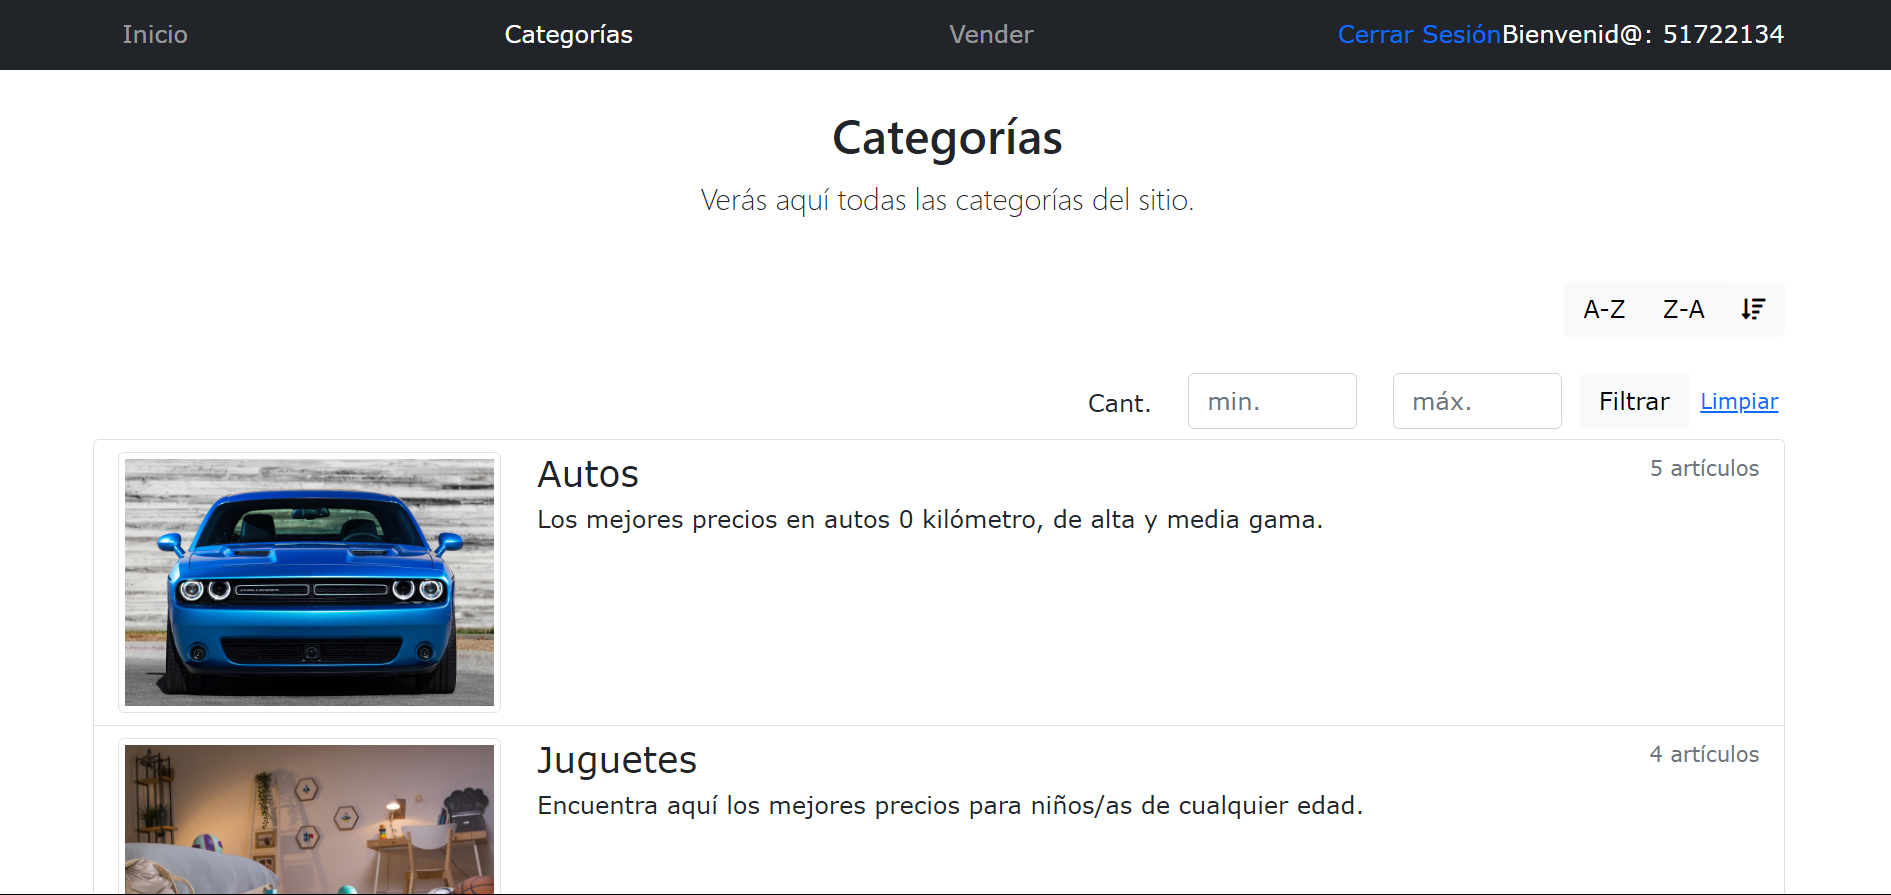 Inicio Categorías Vender Cerrar SesiónBienvenid@: 51722134
Categorías
Verás aquí todas las categorías del sitio.
A-Z Z-A
Cant. min. máx. Filtrar Limpiar
Autos 5 artículos
Los mejores precios en autos 0 kilómetro, de alta y media gama.
CHALLENGER
Juguetes 4 artículos
Encuentra aquí los mejores precios para niños/as de cualquier edad.